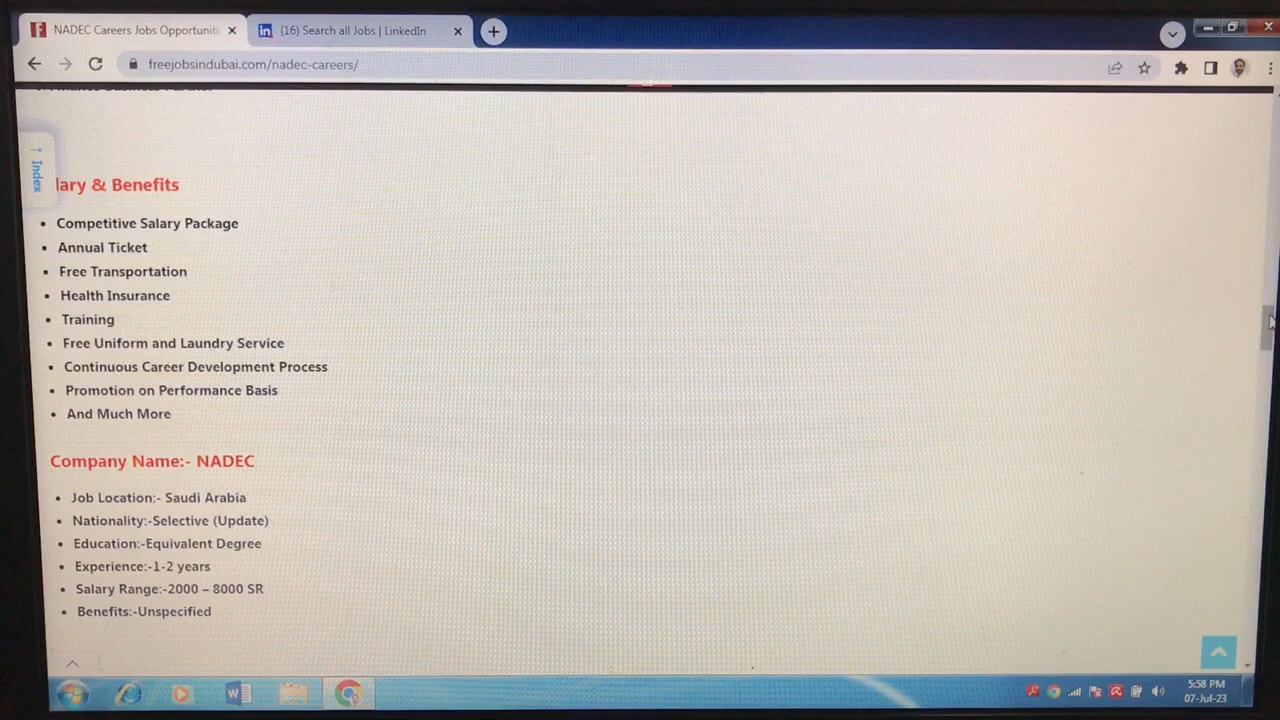 NADEC Careers Jobs Opportuniti
(16) Search all Jobs | LinkedIn
freejobsindubai.com/nadec-careers/
Index
lary & Benefits
Competitive Salary Package
Annual Ticket
Free Transportation
Health Insurance
Training
Free Uniform and Laundry Service
Continuous Career Development Process
Promotion on Performance Basis
And Much More
Company Name:- NADEC
Job Location:- Saudi Arabia
Nationality:-Selective (Update)
Education:-Equivalent Degree
Experience:-1-2 years
Salary Range:-2000 – 8000 SR
Benefits:-Unspecified
5:58 PM
07-Jul-23